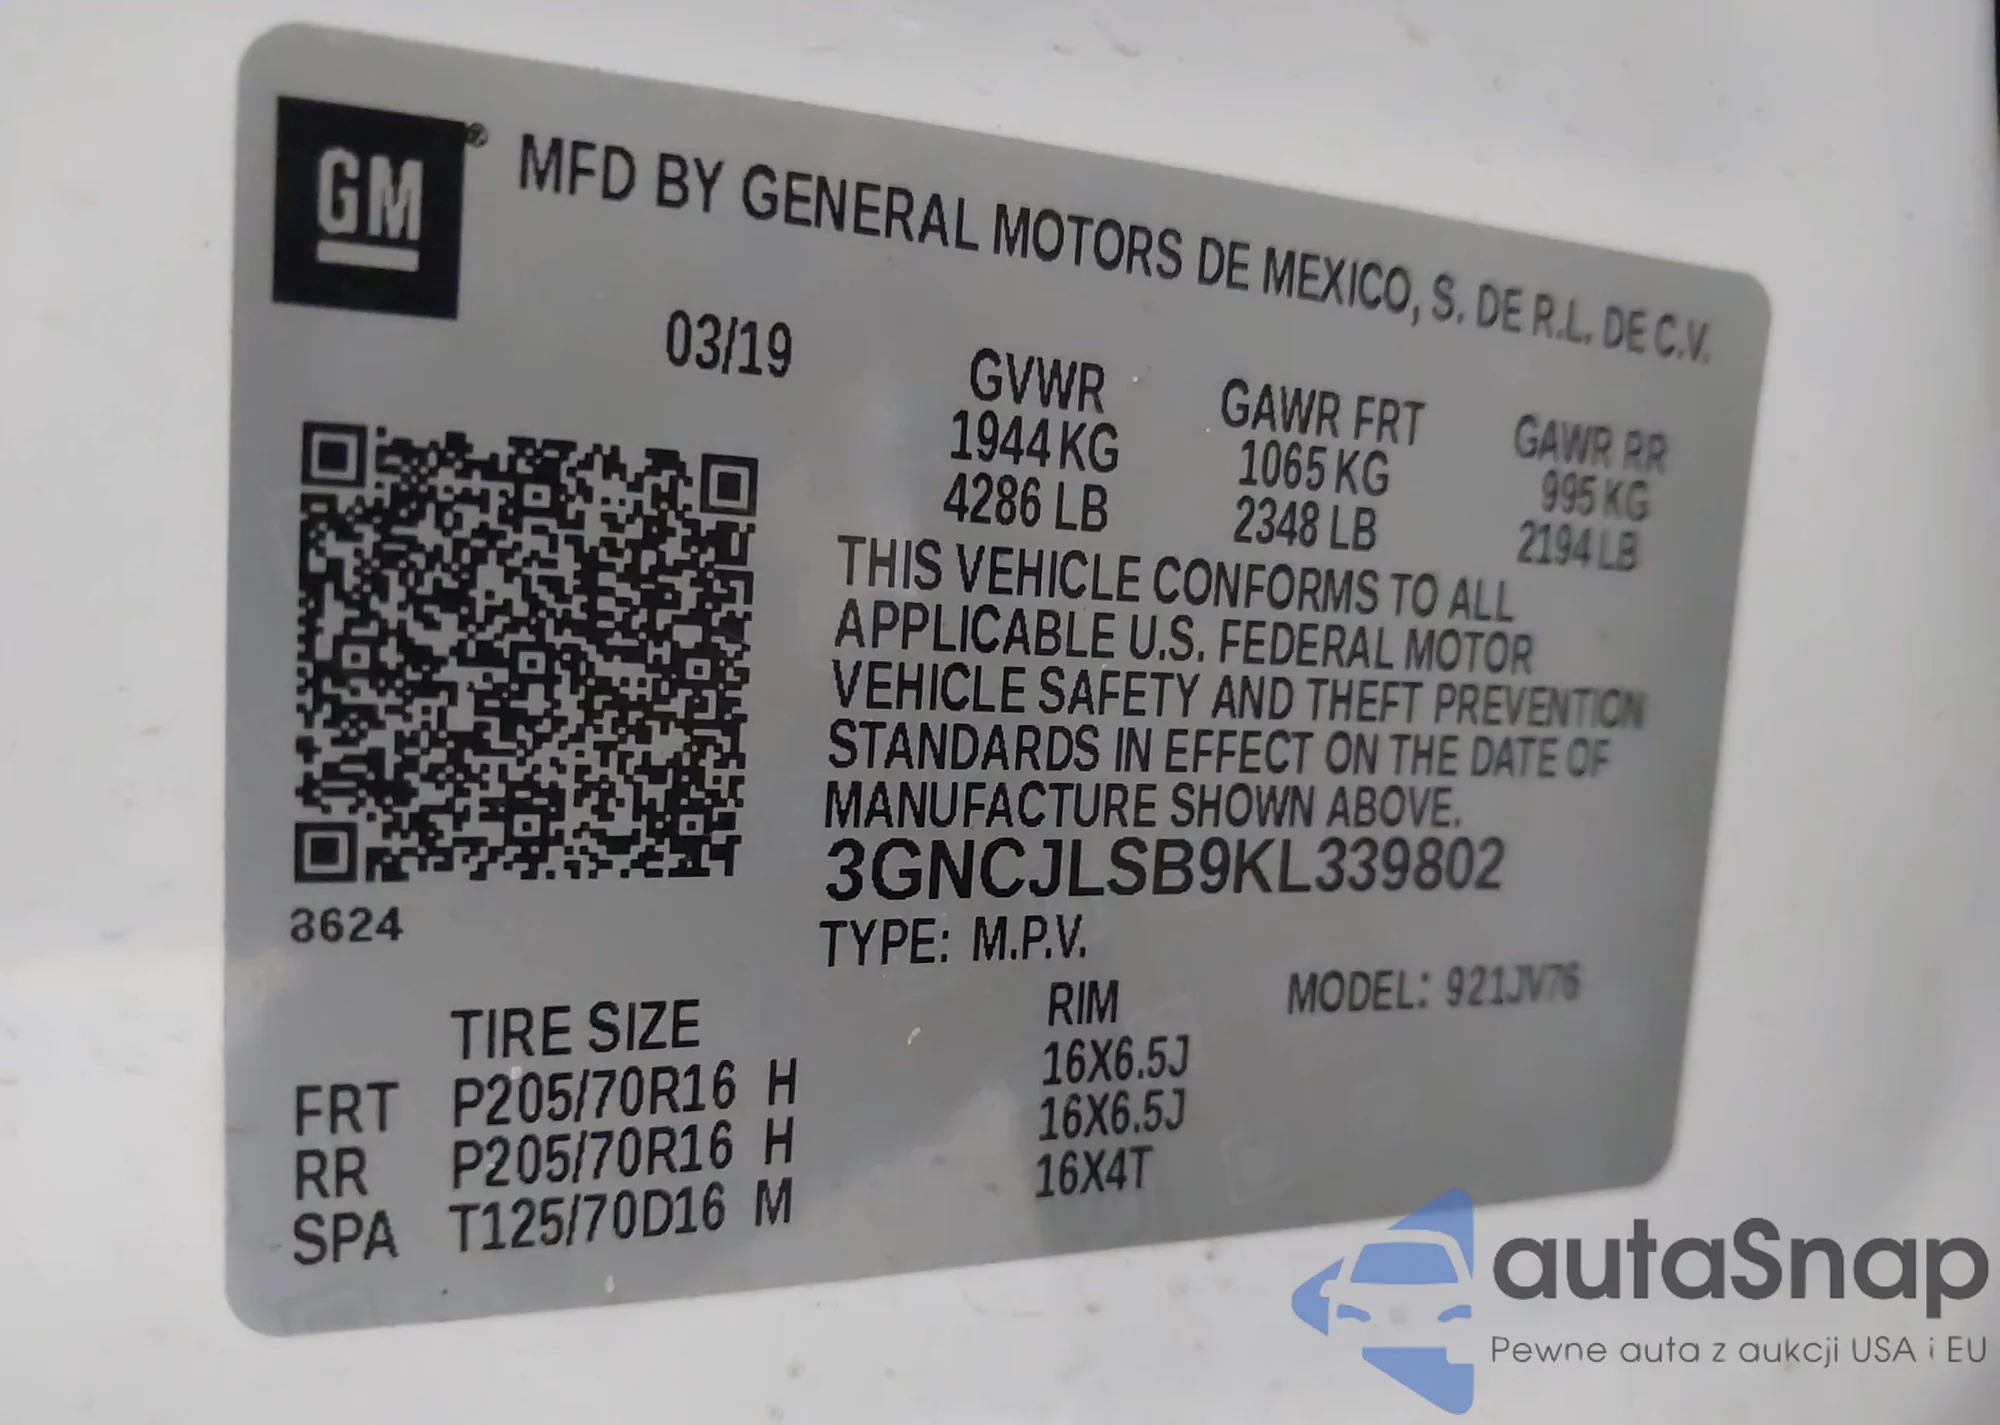 GM®
MFD BY GENERAL MOTORS DE MEXICO, S. DE R.L. DE C.V.
03/19
GVWR GAWR FRT GAWR RR
1944 KG 1065 KG 995 KG
4286 LB 2348 LB 2194 LB
THIS VEHICLE CONFORMS TO ALL
APPLICABLE U.S. FEDERAL MOTOR
VEHICLE SAFETY AND THEFT PREVENTION
STANDARDS IN EFFECT ON THE DATE OF
MANUFACTURE SHOWN ABOVE.
3GNCJLSB9KL339802
3624
TYPE: M.P.V.
MODEL: 921JV76
TIRE SIZE RIM
FRT P205/70R16 H 16X6.5J
RR P205/70R16 H 16X6.5J
SPA T125/70D16 M 16X4T
autaSnap
Pewne auta z aukcji USA i EU